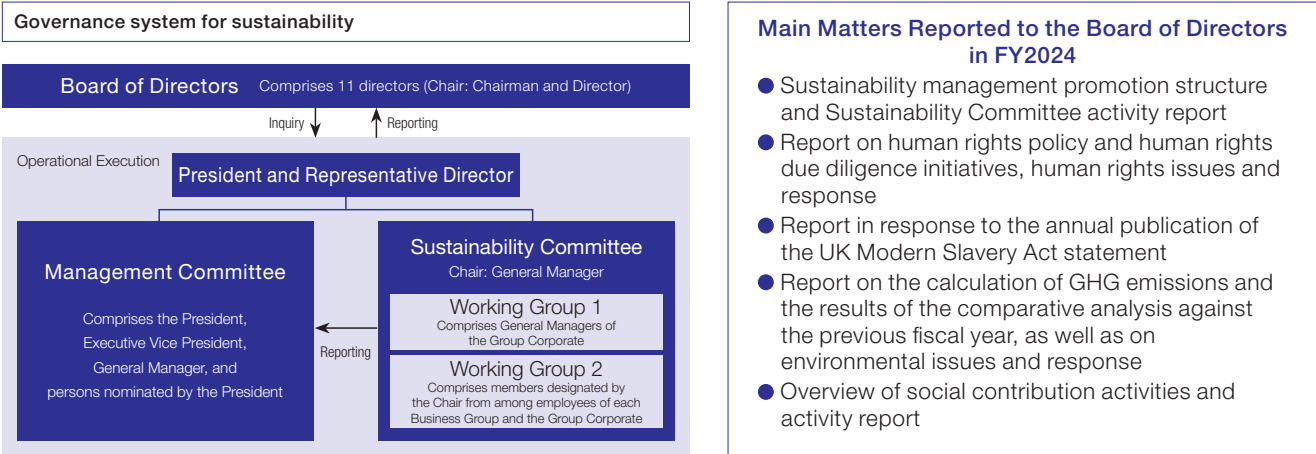 Governance system for sustainability
Board of Directors Comprises 11 directors (Chair: Chairman and Director)
Inquiry
Reporting
Operational Execution
President and Representative Director
Management Committee
Comprises the President,
Executive Vice President,
General Manager, and
persons nominated by the President
Reporting
Sustainability Committee
Chair: General Manager
Working Group 1
Comprises General Managers of
the Group Corporate
Working Group 2
Comprises members designated by
the Chair from among employees of each
Business Group and the Group Corporate
Main Matters Reported to the Board of Directors
in FY2024
● Sustainability management promotion structure
and Sustainability Committee activity report
● Report on human rights policy and human rights
due diligence initiatives, human rights issues and
response
● Report in response to the annual publication of
the UK Modern Slavery Act statement
● Report on the calculation of GHG emissions and
the results of the comparative analysis against
the previous fiscal year, as well as on
environmental issues and response
● Overview of social contribution activities and
activity report